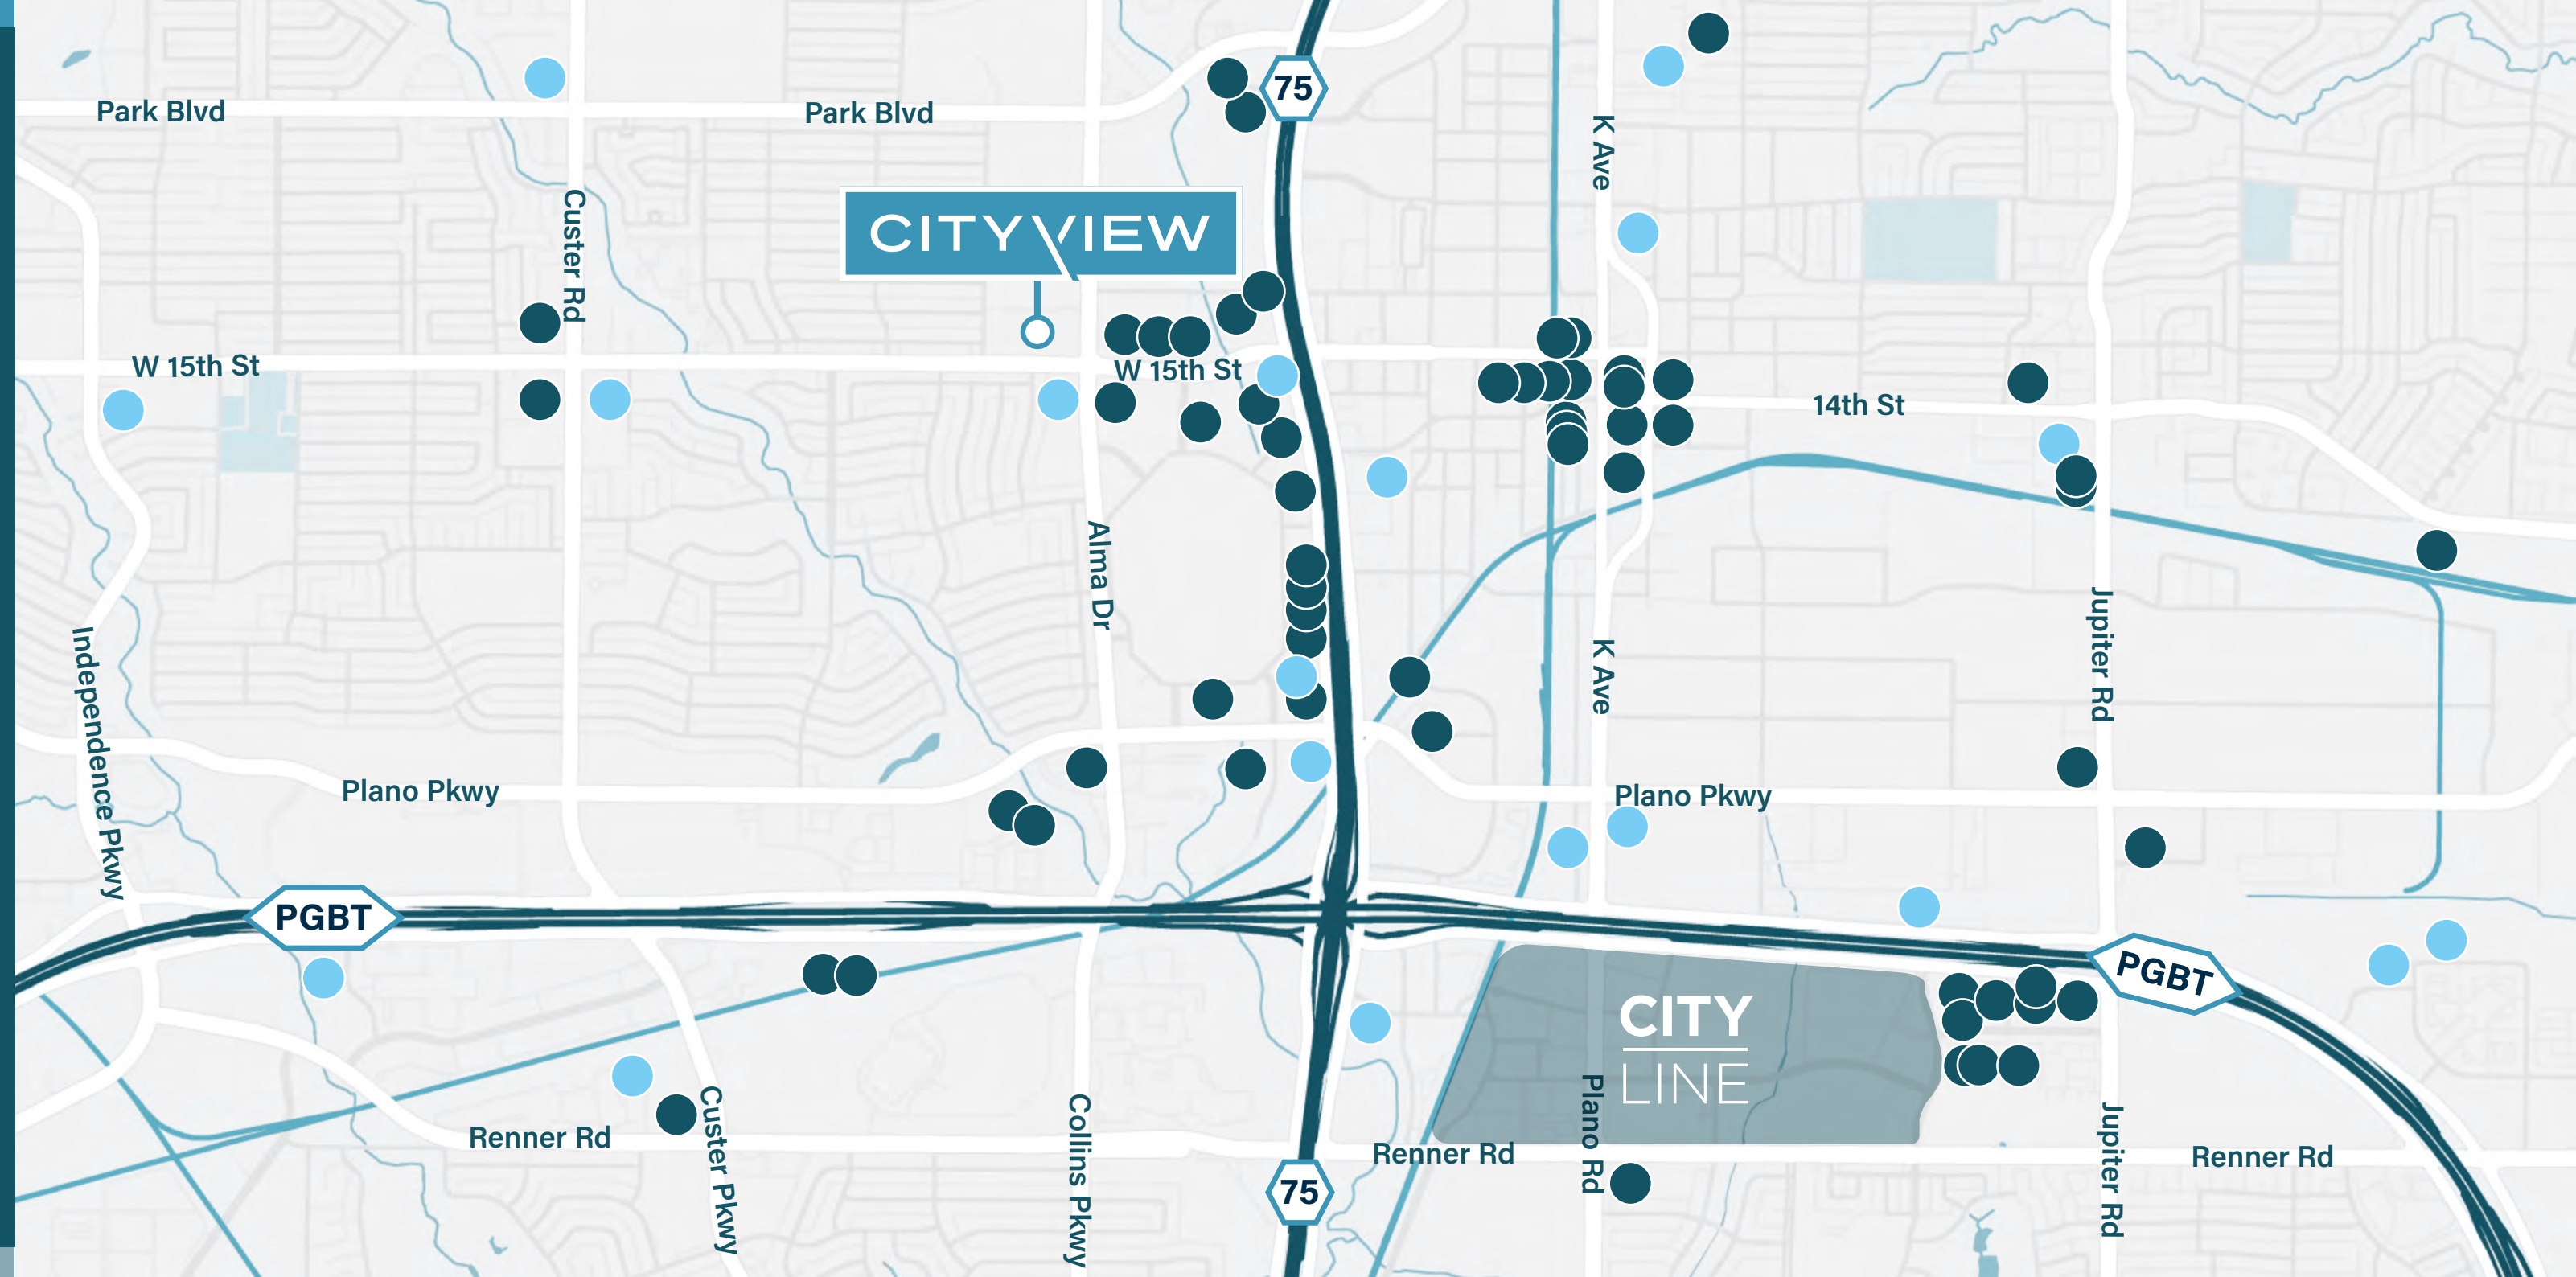 75
Park Blvd
Park Blvd
K Ave
CITYVIEW
Custer Rd
W 15th St
W 15th St
14th St
Alma Dr
Independence Pkwy
K Ave
Jupiter Rd
Plano Pkwy
Plano Pkwy
PGBT
PGBT
CITY
LINE
Plano Rd
Renner Rd
Custer Pkwy
Collins Pkwy
Renner Rd
Jupiter Rd
Renner Rd
75